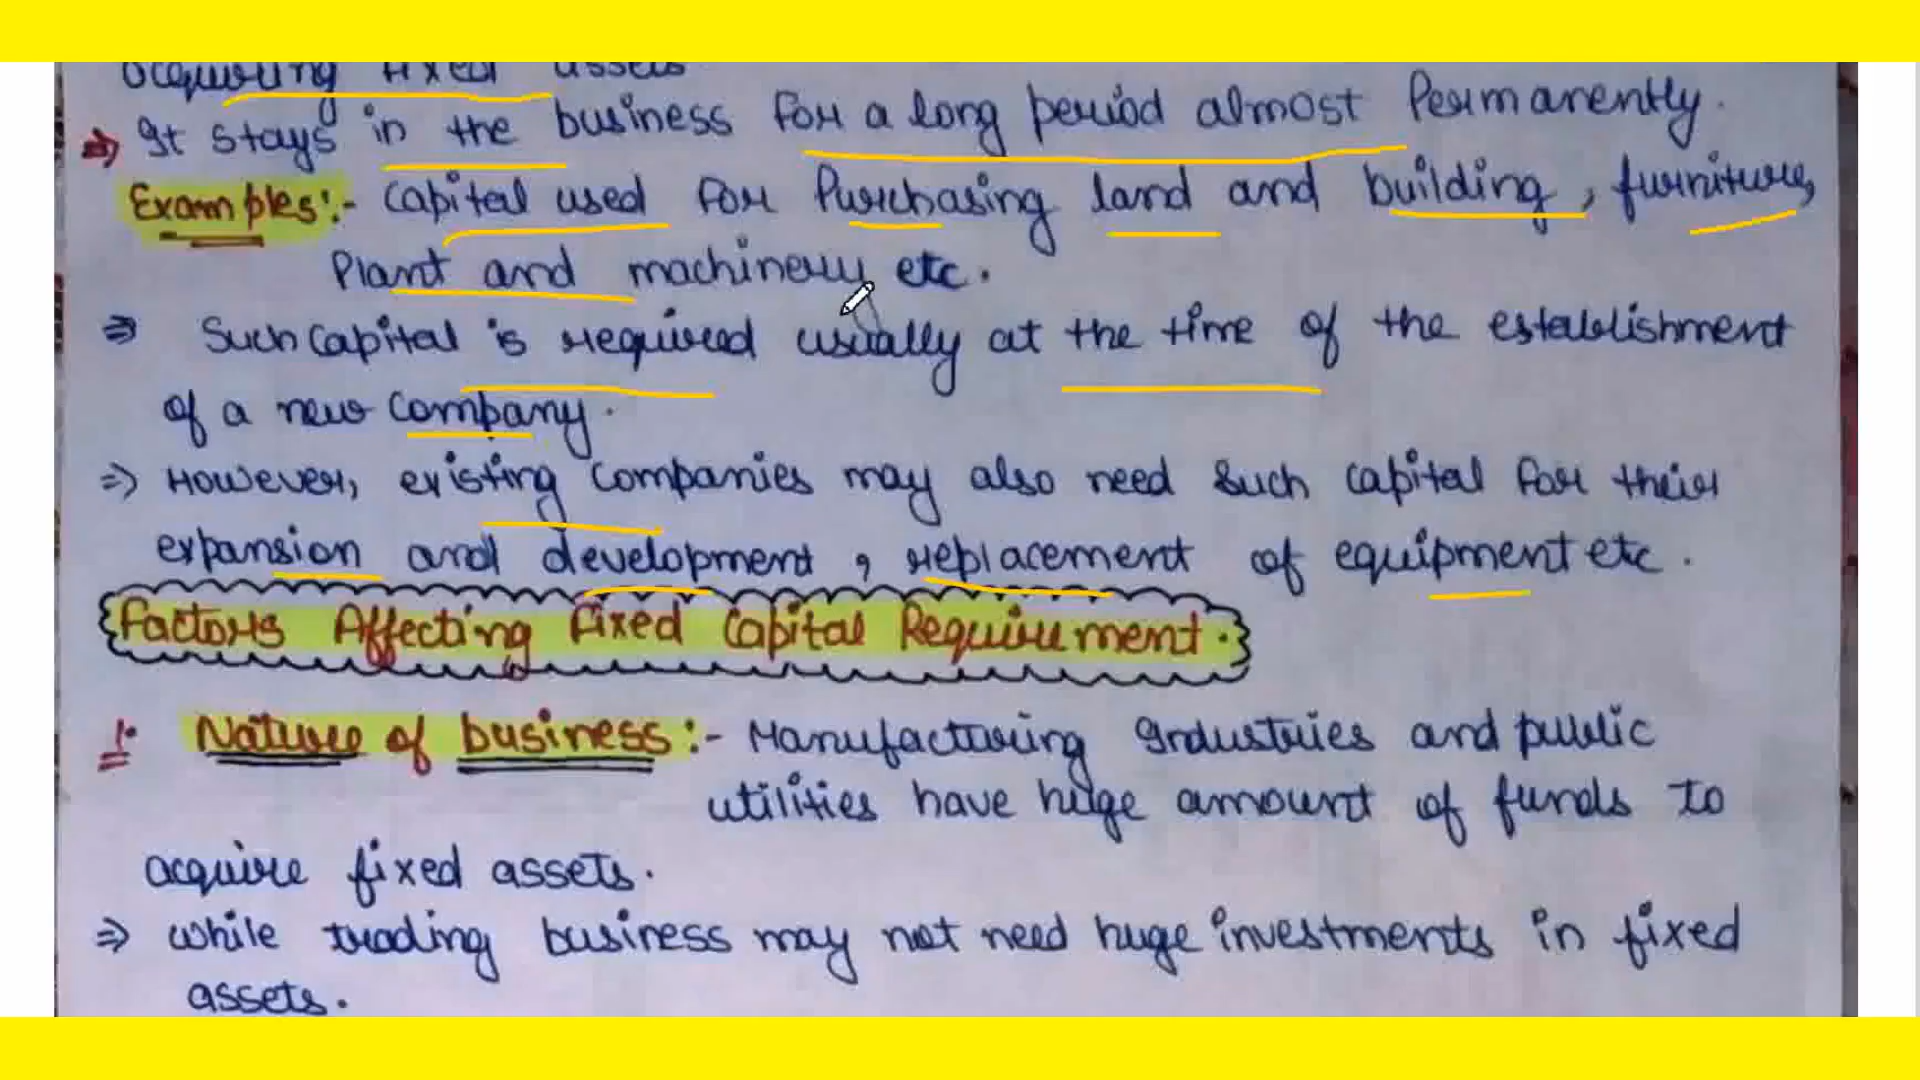 acquiring fixed assets
⇒ It stays in the business for a long period almost Permanently.
Examples:- Capital used for Purchasing land and building, furniture,
Plant and machinery etc.
⇒ Such Capital is required usually at the time of the establishment
of a new Company.
⇒ However, existing Companies may also need Such capital for their
expansion and development, replacement of equipment etc.
Factors Affecting Fixed Capital Requirement.
1. Nature of business:- Manufacturing Industries and public
utilities have huge amount of funds to
acquire fixed assets.
⇒ while trading business may not need huge investments in fixed
assets.